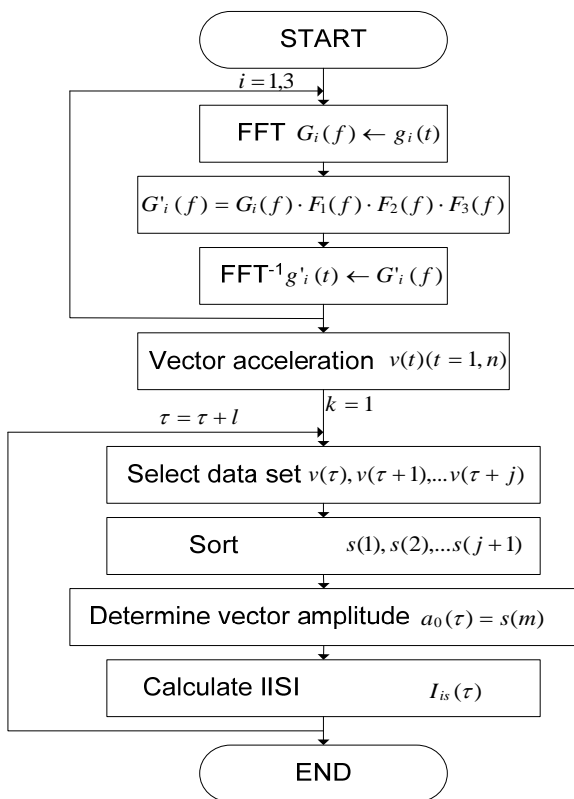 START
i = 1,3
FFT G_i(f) ← g_i(t)
G'_i(f) = G_i(f) · F_1(f) · F_2(f) · F_3(f)
FFT⁻¹ g'_i(t) ← G'_i(f)
Vector acceleration v(t)(t = 1, n)
k = 1
τ = τ + l
Select data set v(τ), v(τ + 1),...v(τ + j)
Sort s(1), s(2),...s(j + 1)
Determine vector amplitude a_0(τ) = s(m)
Calculate IISI I_is(τ)
END